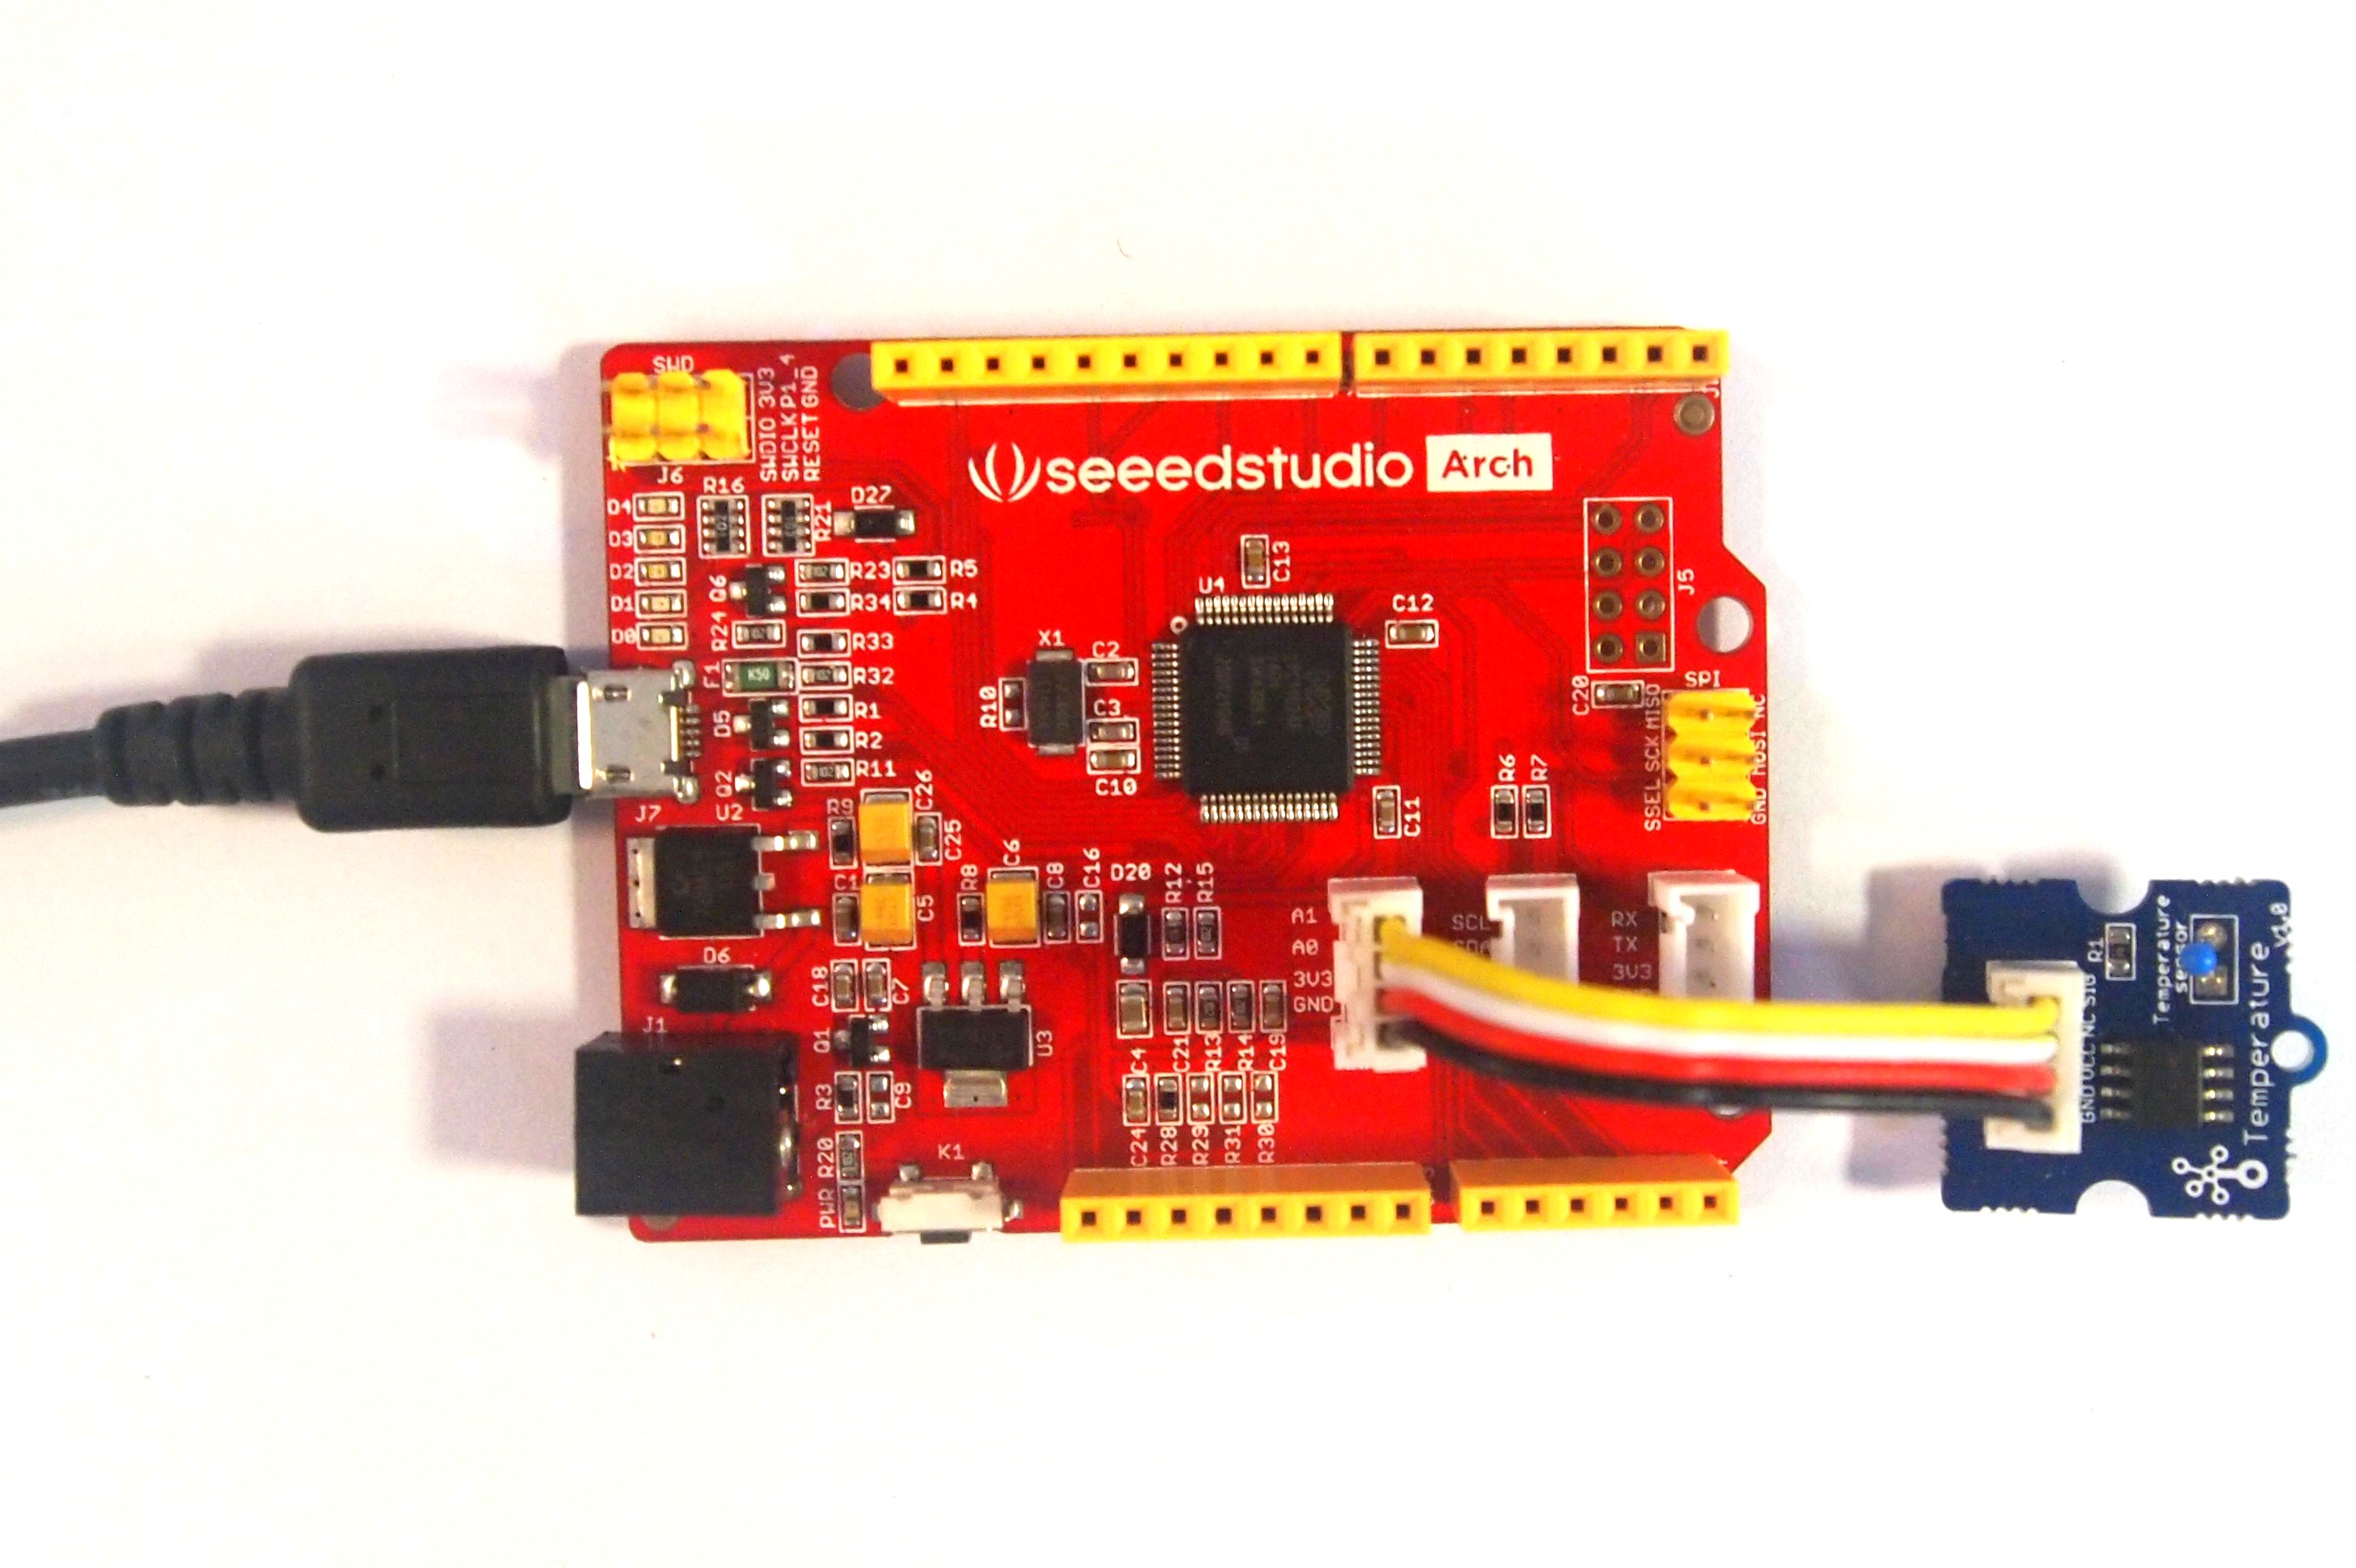 SWD
SWDIO 3V3
SWCLK P1_4
RESET GND
J6
seeedstudio Arch
D4
D3
D2
D1
D0
R16
R21
D27
Q6
R23
R5
R34
R4
R24
R33
F1
K50
R32
D5
R1
R2
Q2
R11
J7
U2
X1
R10
C2
C3
C10
U4
C13
C12
C11
J5
C20
SPI
SSEL SCK MISO
GND MOSI NC
R6
R7
C26
C25
C1
C5
R8
C6
C8
C16
D20
R12
R15
D6
C18
C7
J1
Q1
U3
R3
C9
R20
PWR
K1
C4
C21
R13
R14
C19
C24
R28
R29
R31
R30
A1
A0
3V3
GND
SCL
RX
TX
3V3
R1
Temperature
sensor
GND VCC NC SIG
Temperature
V1.0